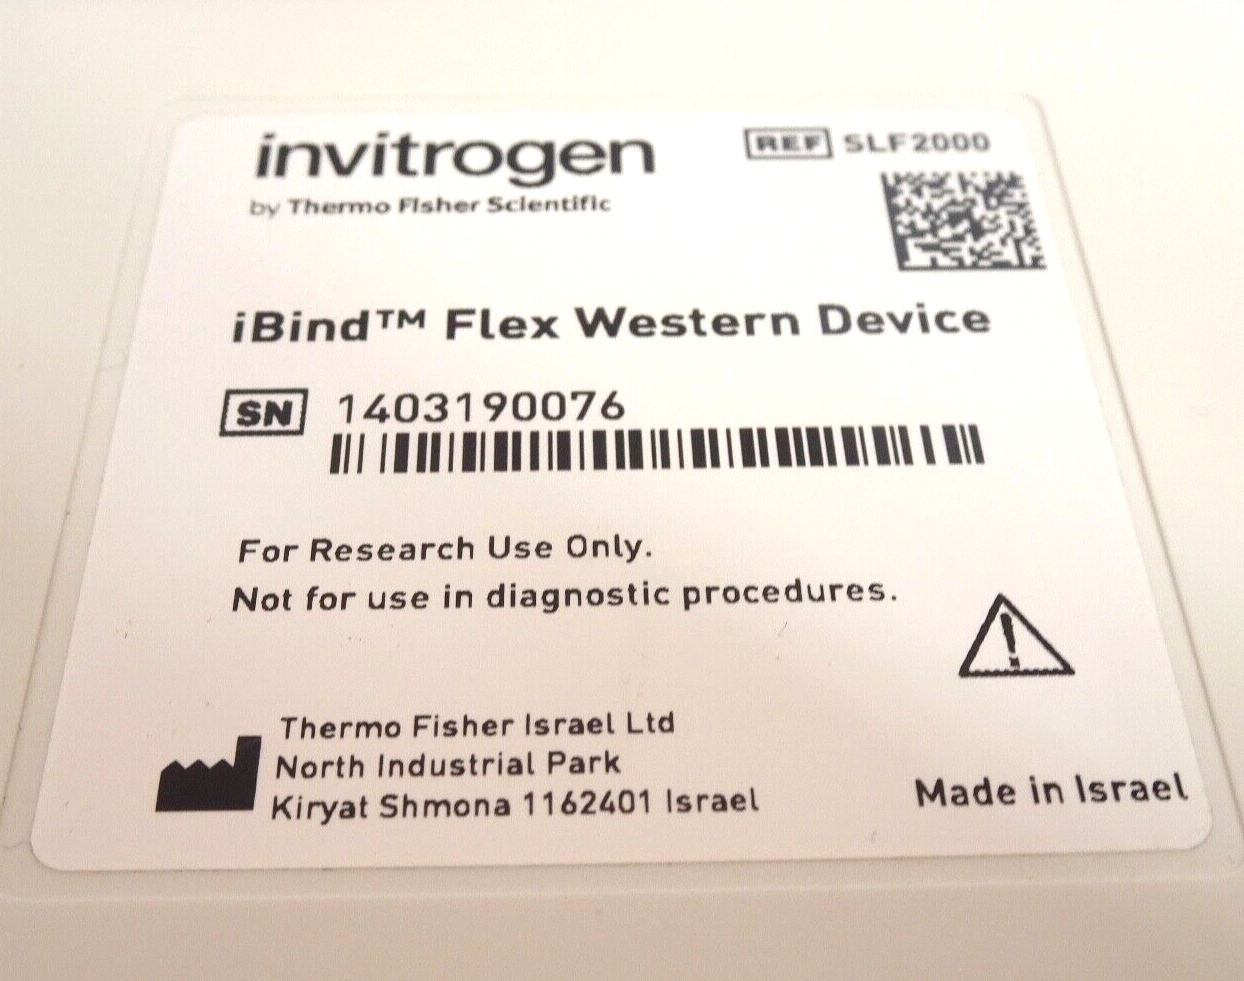 invitrogen
by Thermo Fisher Scientific
REF SLF2000
iBind™ Flex Western Device
SN 1403190076
For Research Use Only.
Not for use in diagnostic procedures.
Thermo Fisher Israel Ltd
North Industrial Park
Kiryat Shmona 1162401 Israel
Made in Israel